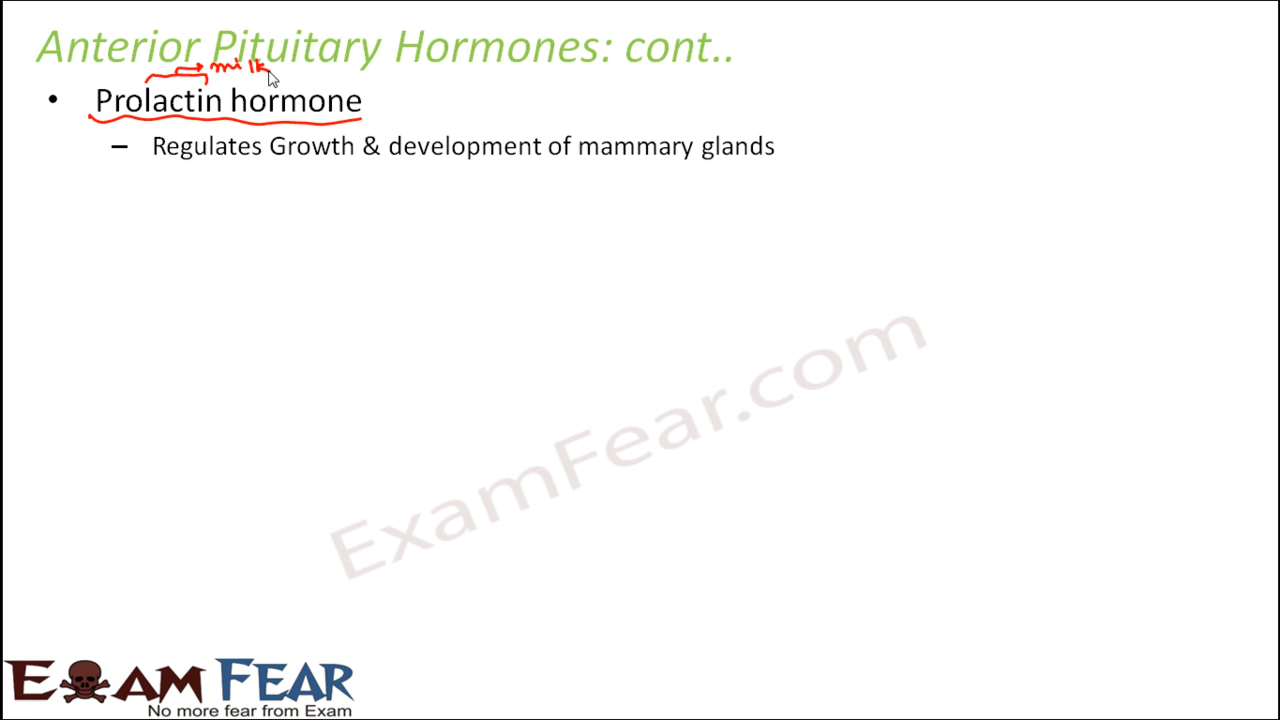 Anterior Pituitary Hormones: cont..
milk
• Prolactin hormone
– Regulates Growth & development of mammary glands
ExamFear.com
EXAM FEAR
No more fear from Exam